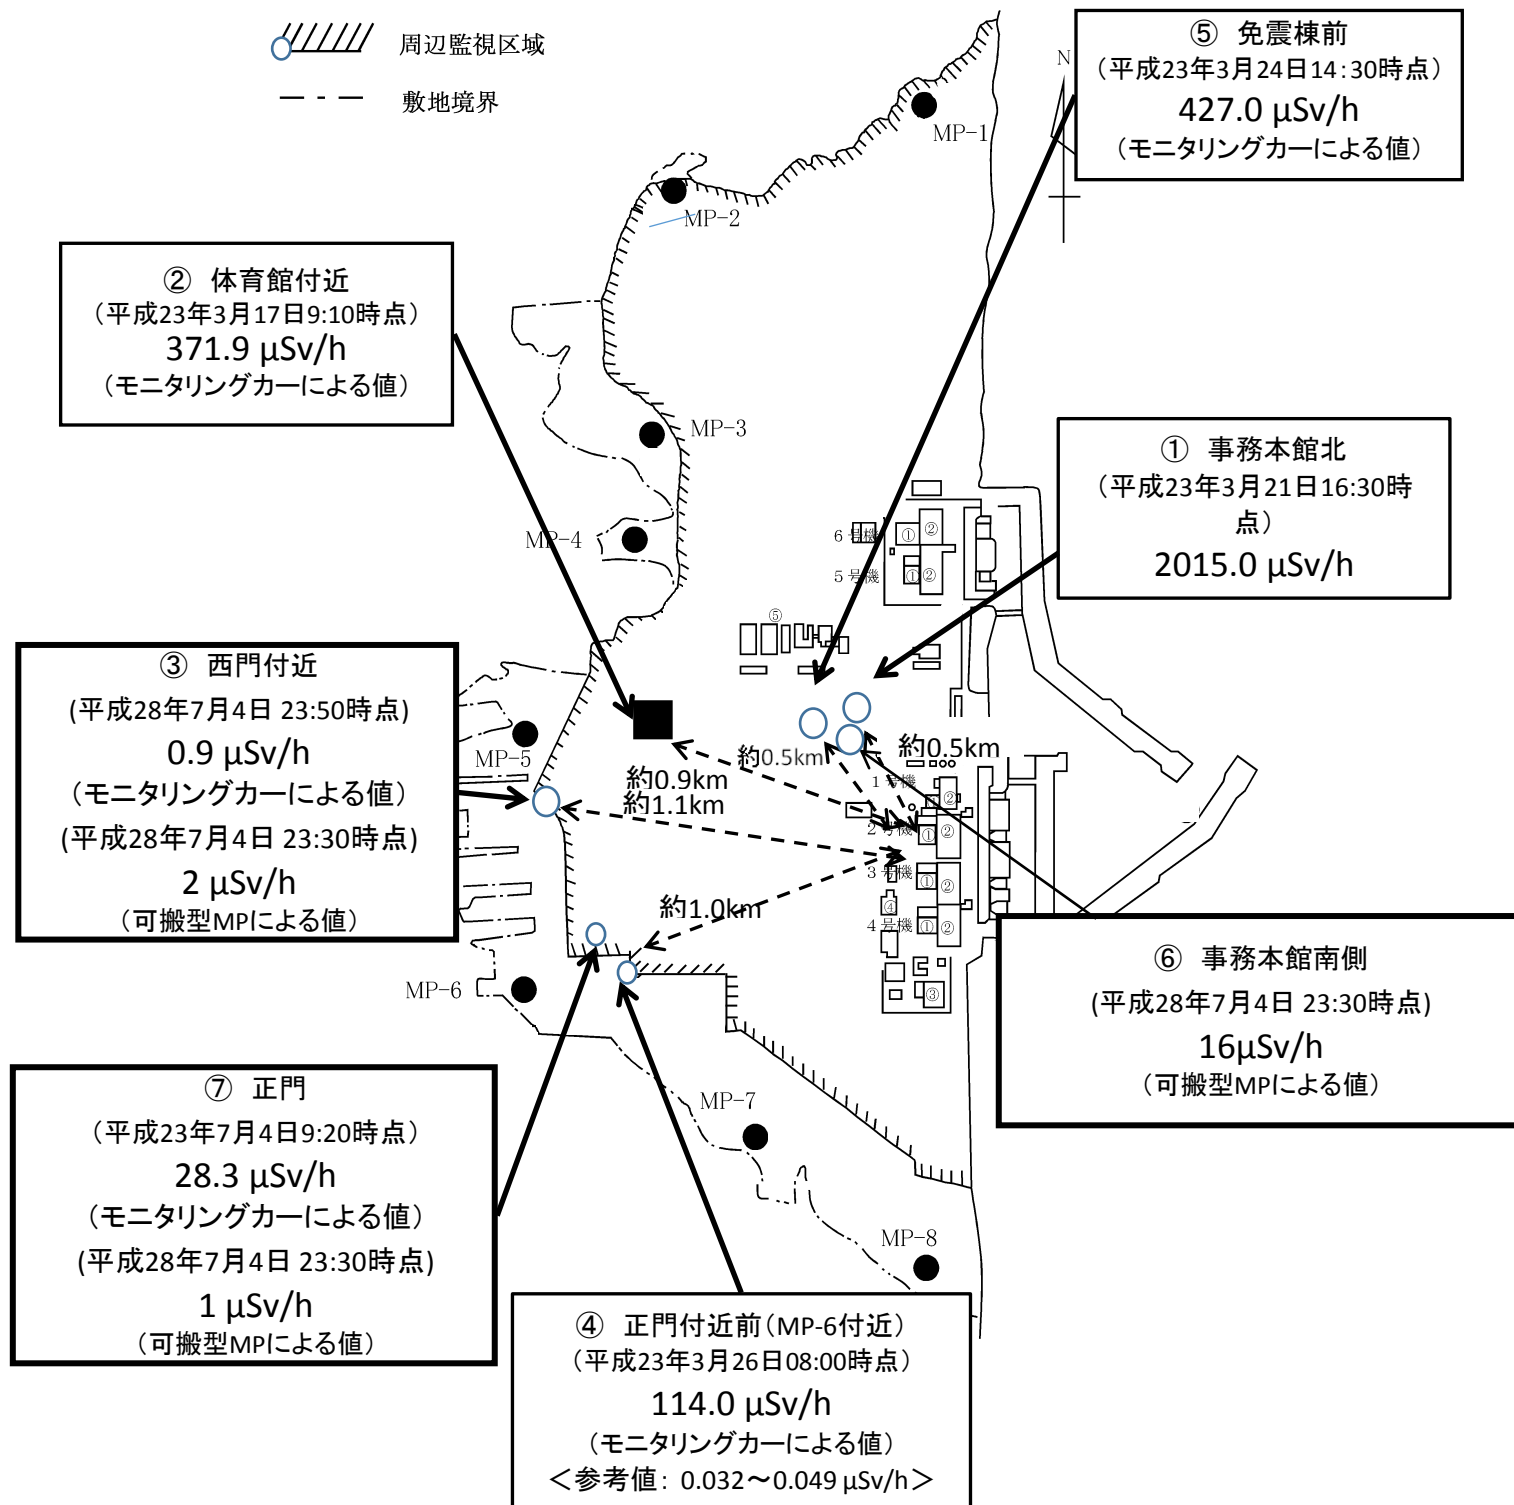 周辺監視区域
敷地境界
N
⑤ 免震棟前
（平成23年3月24日14:30時点）
427.0 μSv/h
（モニタリングカーによる値）
MP-1
MP-2
② 体育館付近
（平成23年3月17日9:10時点）
371.9 μSv/h
（モニタリングカーによる値）
MP-3
① 事務本館北
（平成23年3月21日16:30時
点）
2015.0 μSv/h
MP-4
6号機
①
②
5号機
①
②
⑤
③ 西門付近
(平成28年7月4日 23:50時点)
0.9 μSv/h
（モニタリングカーによる値）
(平成28年7月4日 23:30時点)
2 μSv/h
（可搬型MPによる値）
MP-5
約0.5km
約0.5km
約0.9km
約1.1km
約1.0km
1号機
①
②
2号機
①
②
3号機
①
②
④
4号機
①
②
③
MP-6
⑥ 事務本館南側
(平成28年7月4日 23:30時点)
16μSv/h
（可搬型MPによる値）
⑦ 正門
（平成23年7月4日9:20時点）
28.3 μSv/h
（モニタリングカーによる値）
(平成28年7月4日 23:30時点)
1 μSv/h
（可搬型MPによる値）
MP-7
MP-8
④ 正門付近前（MP-6付近）
（平成23年3月26日08:00時点）
114.0 μSv/h
（モニタリングカーによる値）
＜参考値: 0.032～0.049 μSv/h＞